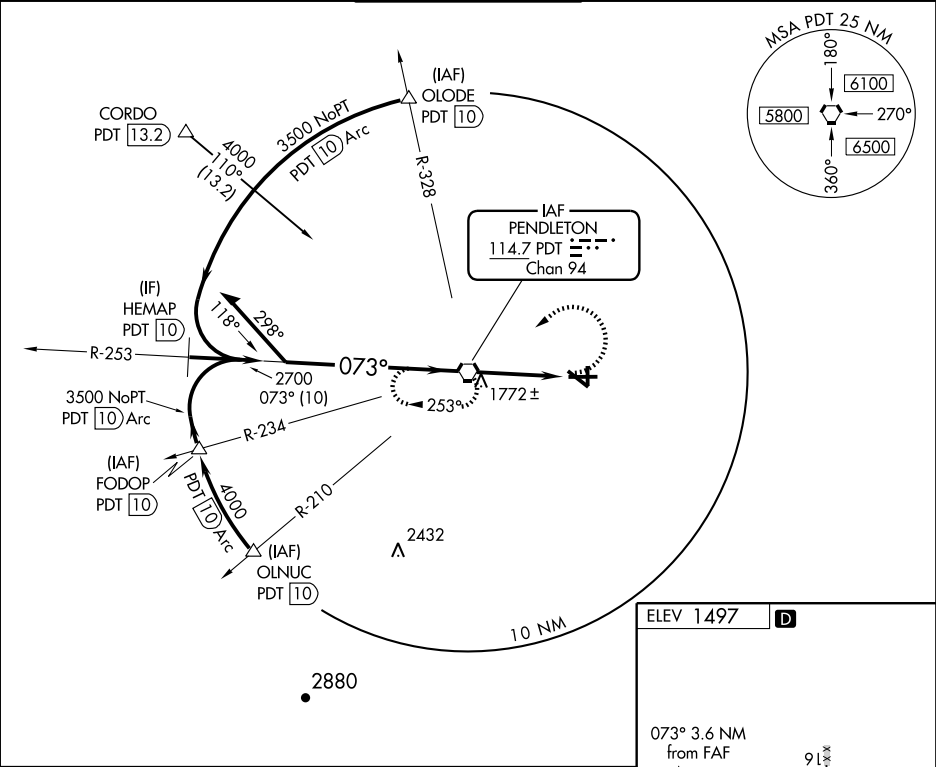 MSA PDT 25 NM
180°
6100
5800
270°
6500
360°
(IAF)
OLODE
PDT 10
CORDO
PDT 13.2
3500 NoPT
PDT 10 Arc
4000
110°
(13.2)
R-328
IAF
PENDLETON
114.7 PDT
Chan 94
(IF)
HEMAP
PDT 10
118°
298°
R-253
073°
2700
073° (10)
1772 ±
253°
3500 NoPT
PDT 10 Arc
R-234
(IAF)
FODOP
PDT 10
4000
PDT 10 Arc
R-210
(IAF)
OLNUC
PDT 10
2432
10 NM
2880
ELEV 1497 D
073° 3.6 NM
from FAF
16